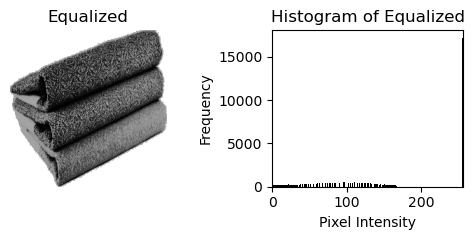 Equalized
Histogram of Equalized
Frequency
15000
10000
5000
0
0 100 200
Pixel Intensity